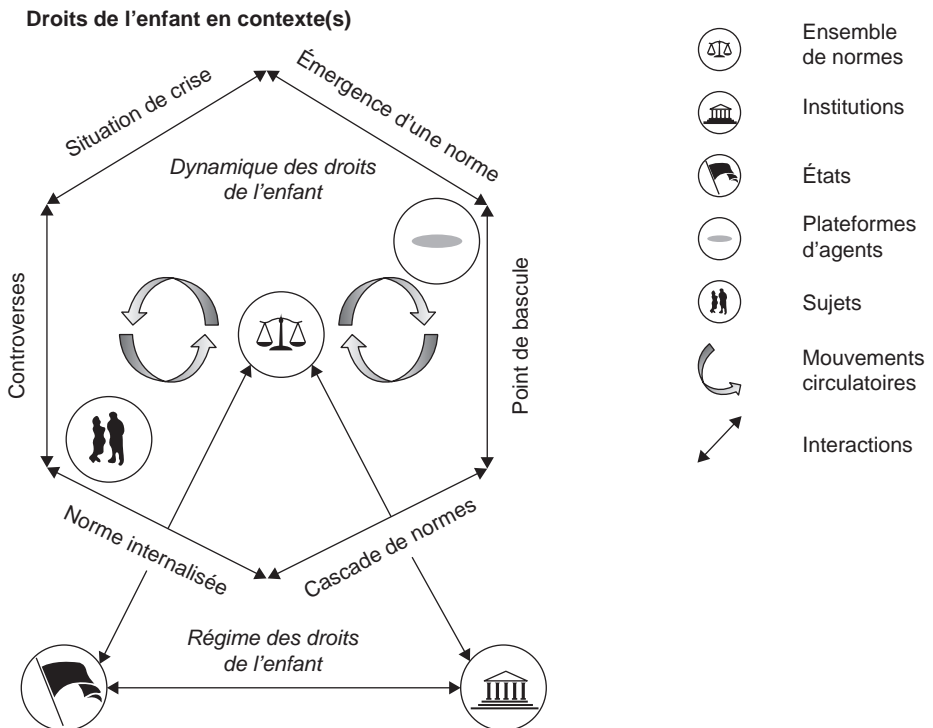 Droits de l’enfant en contexte(s)
Situation de crise
Émergence d’une norme
Dynamique des droits
de l’enfant
Controverses
Point de bascule
Norme internalisée
Cascade de normes
Régime des droits
de l’enfant
Ensemble
de normes
Institutions
États
Plateformes
d’agents
Sujets
Mouvements
circulatoires
Interactions